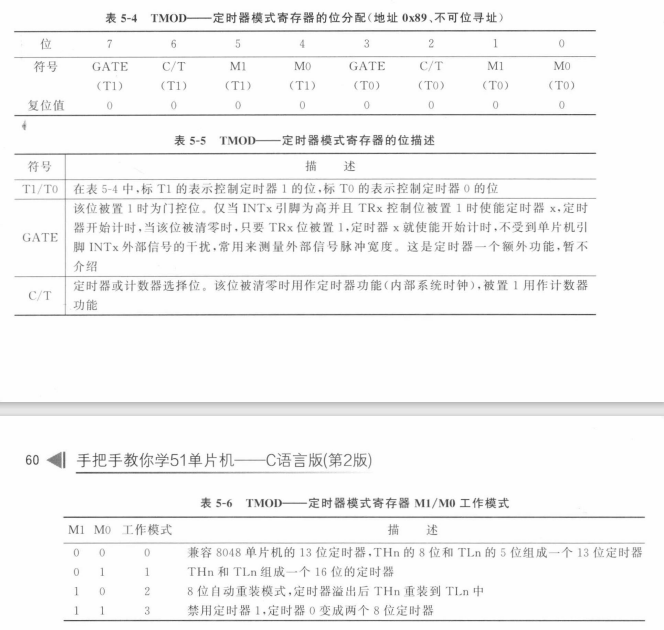 表 5-4 TMOD——定时器模式寄存器的位分配(地址 0x89、不可位寻址)
位 7 6 5 4 3 2 1 0
符号 GATE C/T M1 M0 GATE C/T M1 M0
(T1) (T1) (T1) (T1) (T0) (T0) (T0) (T0)
复位值 0 0 0 0 0 0 0 0
表 5-5 TMOD——定时器模式寄存器的位描述
符号 描 述
T1/T0 在表 5-4 中,标 T1 的表示控制定时器 1 的位,标 T0 的表示控制定时器 0 的位
该位被置 1 时为门控位。仅当 INTx 引脚为高并且 TRx 控制位被置 1 时使能定时器 x,定时
器开始计时,当该位被清零时,只要 TRx 位被置 1,定时器 x 就使能开始计时,不受到单片机引
GATE
脚 INTx 外部信号的干扰,常用来测量外部信号脉冲宽度。这是定时器一个额外功能,暂不
介绍
定时器或计数器选择位。该位被清零时用作定时器功能(内部系统时钟),被置 1 用作计数器
C/T
功能
60 手把手教你学51单片机——C语言版(第2版)
表 5-6 TMOD——定时器模式寄存器 M1/M0 工作模式
M1 M0 工作模式 描 述
0 0 0 兼容 8048 单片机的 13 位定时器,THn 的 8 位和 TLn 的 5 位组成一个 13 位定时器
0 1 1 THn 和 TLn 组成一个 16 位的定时器
1 0 2 8 位自动重装模式,定时器溢出后 THn 重装到 TLn 中
1 1 3 禁用定时器 1,定时器 0 变成两个 8 位定时器